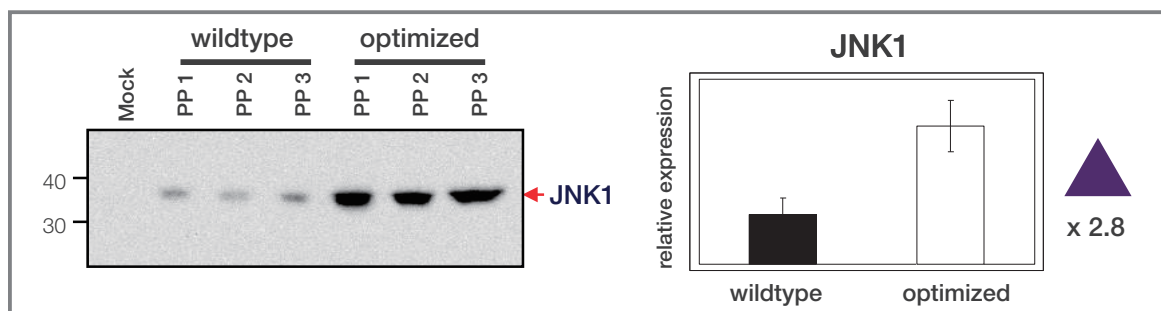 wildtype optimized
Mock
PP 1
PP 2
PP 3
PP 1
PP 2
PP 3
40
30
JNK1
JNK1
relative expression
wildtype optimized
x 2.8